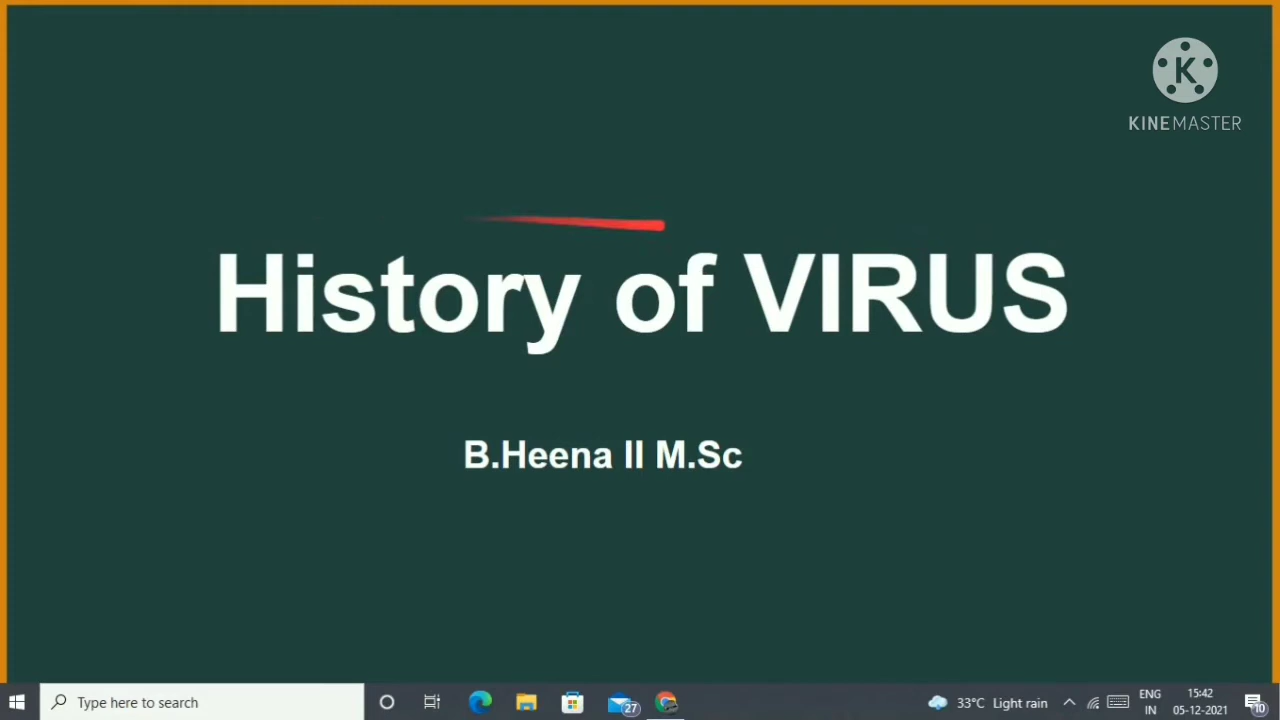 KINEMASTER
History of VIRUS
B.Heena II M.Sc
Type here to search
27
33°C Light rain
ENG
IN
15:42
05-12-2021
10